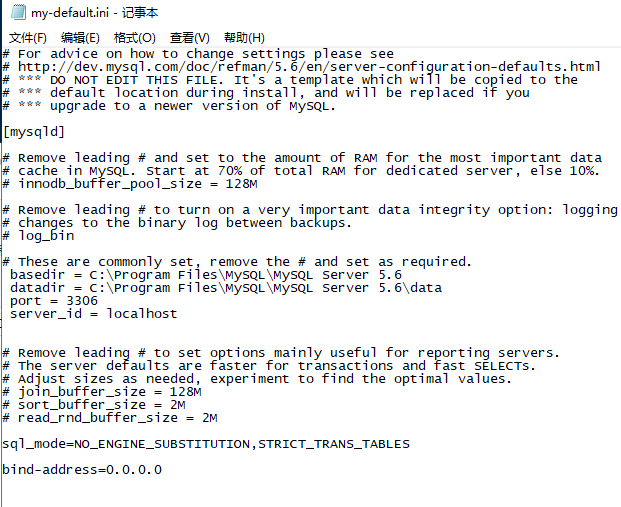 my-default.ini - 记事本
文件(F) 编辑(E) 格式(O) 查看(V) 帮助(H)
# For advice on how to change settings please see
# http://dev.mysql.com/doc/refman/5.6/en/server-configuration-defaults.html
# *** DO NOT EDIT THIS FILE. It's a template which will be copied to the
# *** default location during install, and will be replaced if you
# *** upgrade to a newer version of MySQL.
[mysqld]
# Remove leading # and set to the amount of RAM for the most important data
# cache in MySQL. Start at 70% of total RAM for dedicated server, else 10%.
# innodb_buffer_pool_size = 128M
# Remove leading # to turn on a very important data integrity option: logging
# changes to the binary log between backups.
# log_bin
# These are commonly set, remove the # and set as required.
basedir = C:\Program Files\MySQL\MySQL Server 5.6
datadir = C:\Program Files\MySQL\MySQL Server 5.6\data
port = 3306
server_id = localhost
# Remove leading # to set options mainly useful for reporting servers.
# The server defaults are faster for transactions and fast SELECTs.
# Adjust sizes as needed, experiment to find the optimal values.
# join_buffer_size = 128M
# sort_buffer_size = 2M
# read_rnd_buffer_size = 2M
sql_mode=NO_ENGINE_SUBSTITUTION,STRICT_TRANS_TABLES
bind-address=0.0.0.0